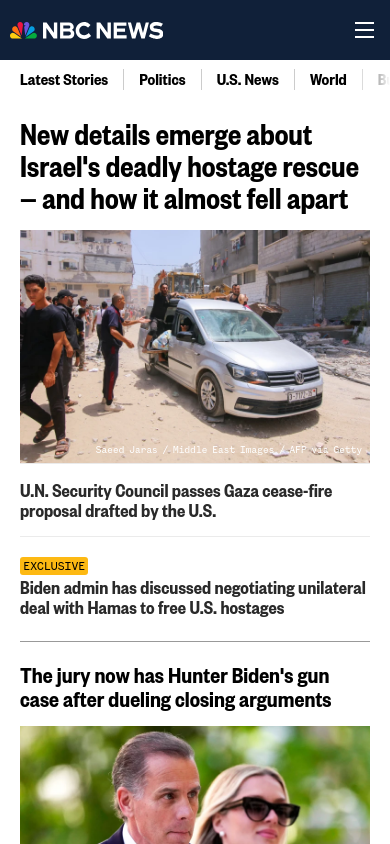 NBC NEWS
Latest Stories
Politics
U.S. News
World
New details emerge about
Israel's deadly hostage rescue
– and how it almost fell apart
Saeed Jaras / Middle East Images / AFP via Getty
U.N. Security Council passes Gaza cease-fire
proposal drafted by the U.S.
EXCLUSIVE
Biden admin has discussed negotiating unilateral
deal with Hamas to free U.S. hostages
The jury now has Hunter Biden's gun
case after dueling closing arguments